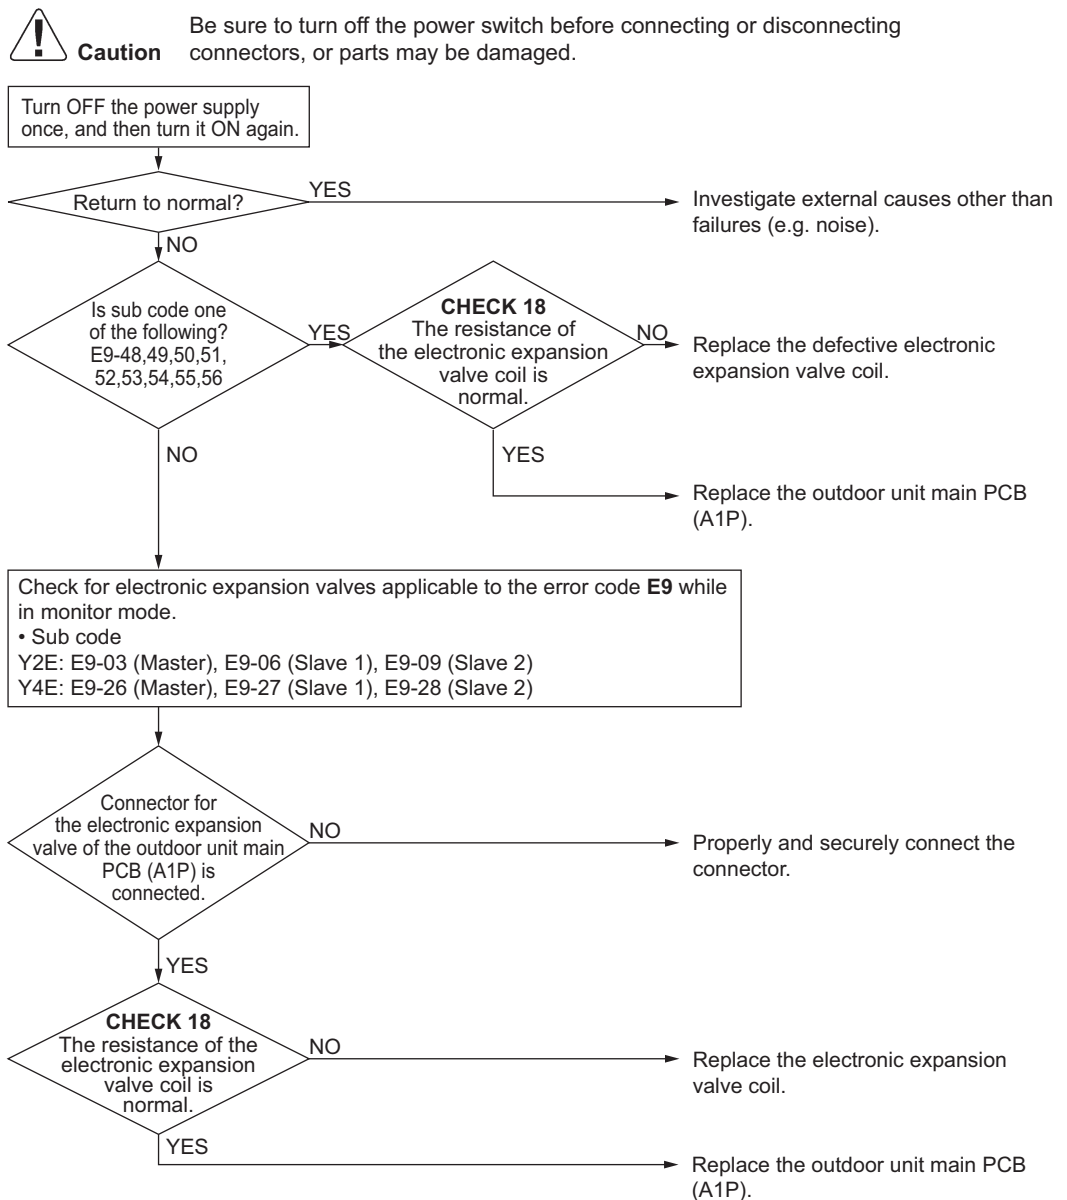 Be sure to turn off the power switch before connecting or disconnecting
Caution connectors, or parts may be damaged.
Turn OFF the power supply
once, and then turn it ON again.
Return to normal?
YES
Investigate external causes other than
failures (e.g. noise).
NO
Is sub code one
of the following?
E9-48,49,50,51,
52,53,54,55,56
YES
CHECK 18
The resistance of
the electronic expansion
valve coil is
normal.
NO
Replace the defective electronic
expansion valve coil.
YES
Replace the outdoor unit main PCB
(A1P).
NO
Check for electronic expansion valves applicable to the error code E9 while
in monitor mode.
• Sub code
Y2E: E9-03 (Master), E9-06 (Slave 1), E9-09 (Slave 2)
Y4E: E9-26 (Master), E9-27 (Slave 1), E9-28 (Slave 2)
Connector for
the electronic expansion
valve of the outdoor unit main
PCB (A1P) is
connected.
NO
Properly and securely connect the
connector.
YES
CHECK 18
The resistance of the
electronic expansion
valve coil is
normal.
NO
Replace the electronic expansion
valve coil.
YES
Replace the outdoor unit main PCB
(A1P).